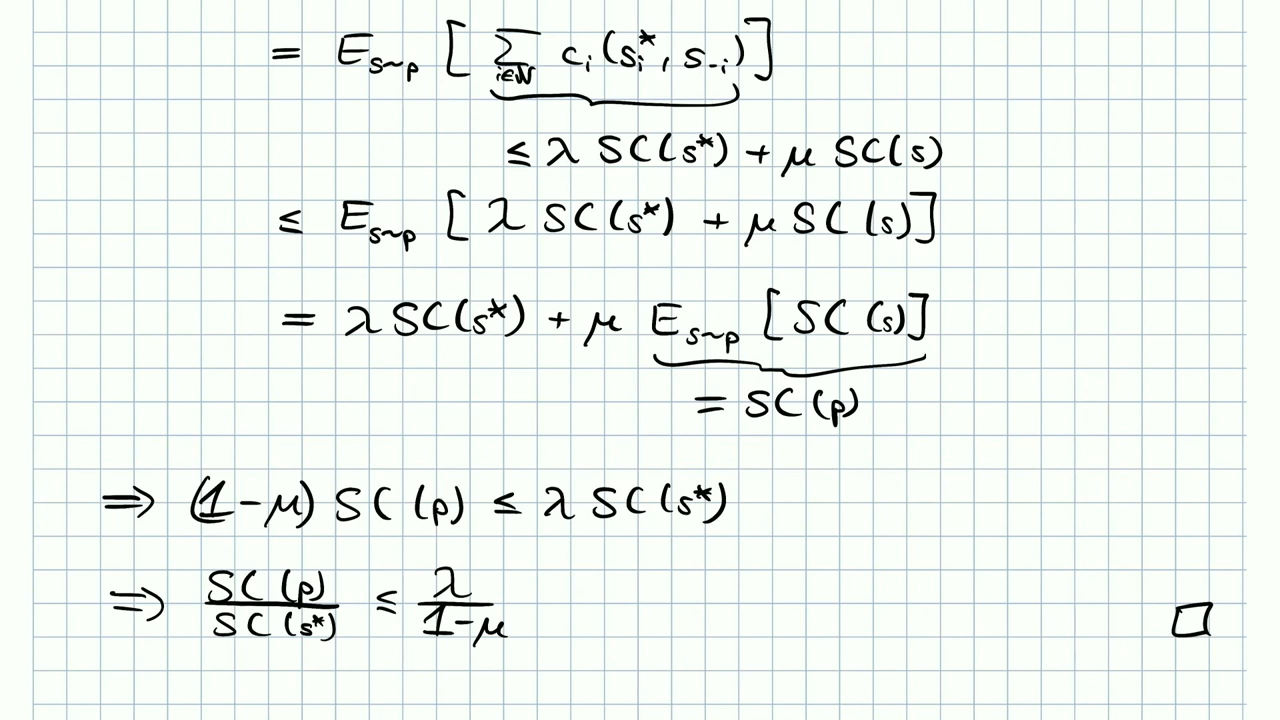 = E_{s~p} [ ∑_{i∈N} c_i (s_i^*, s_{-i}) ]
≤ λ SC(s*) + μ SC(s)
≤ E_{s~p} [ λ SC(s*) + μ SC(s) ]
= λ SC(s*) + μ E_{s~p} [SC(s)]
= SC(p)
⇒ (1-μ) SC(p) ≤ λ SC(s*)
⇒ SC(p)/SC(s*) ≤ λ/(1-μ) □